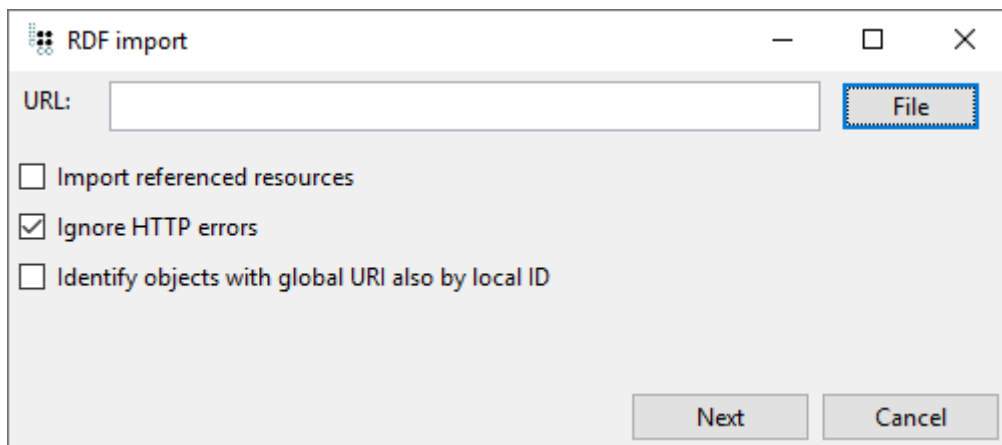 RDF import
URL: File
Import referenced resources
Ignore HTTP errors
Identify objects with global URI also by local ID
Next Cancel